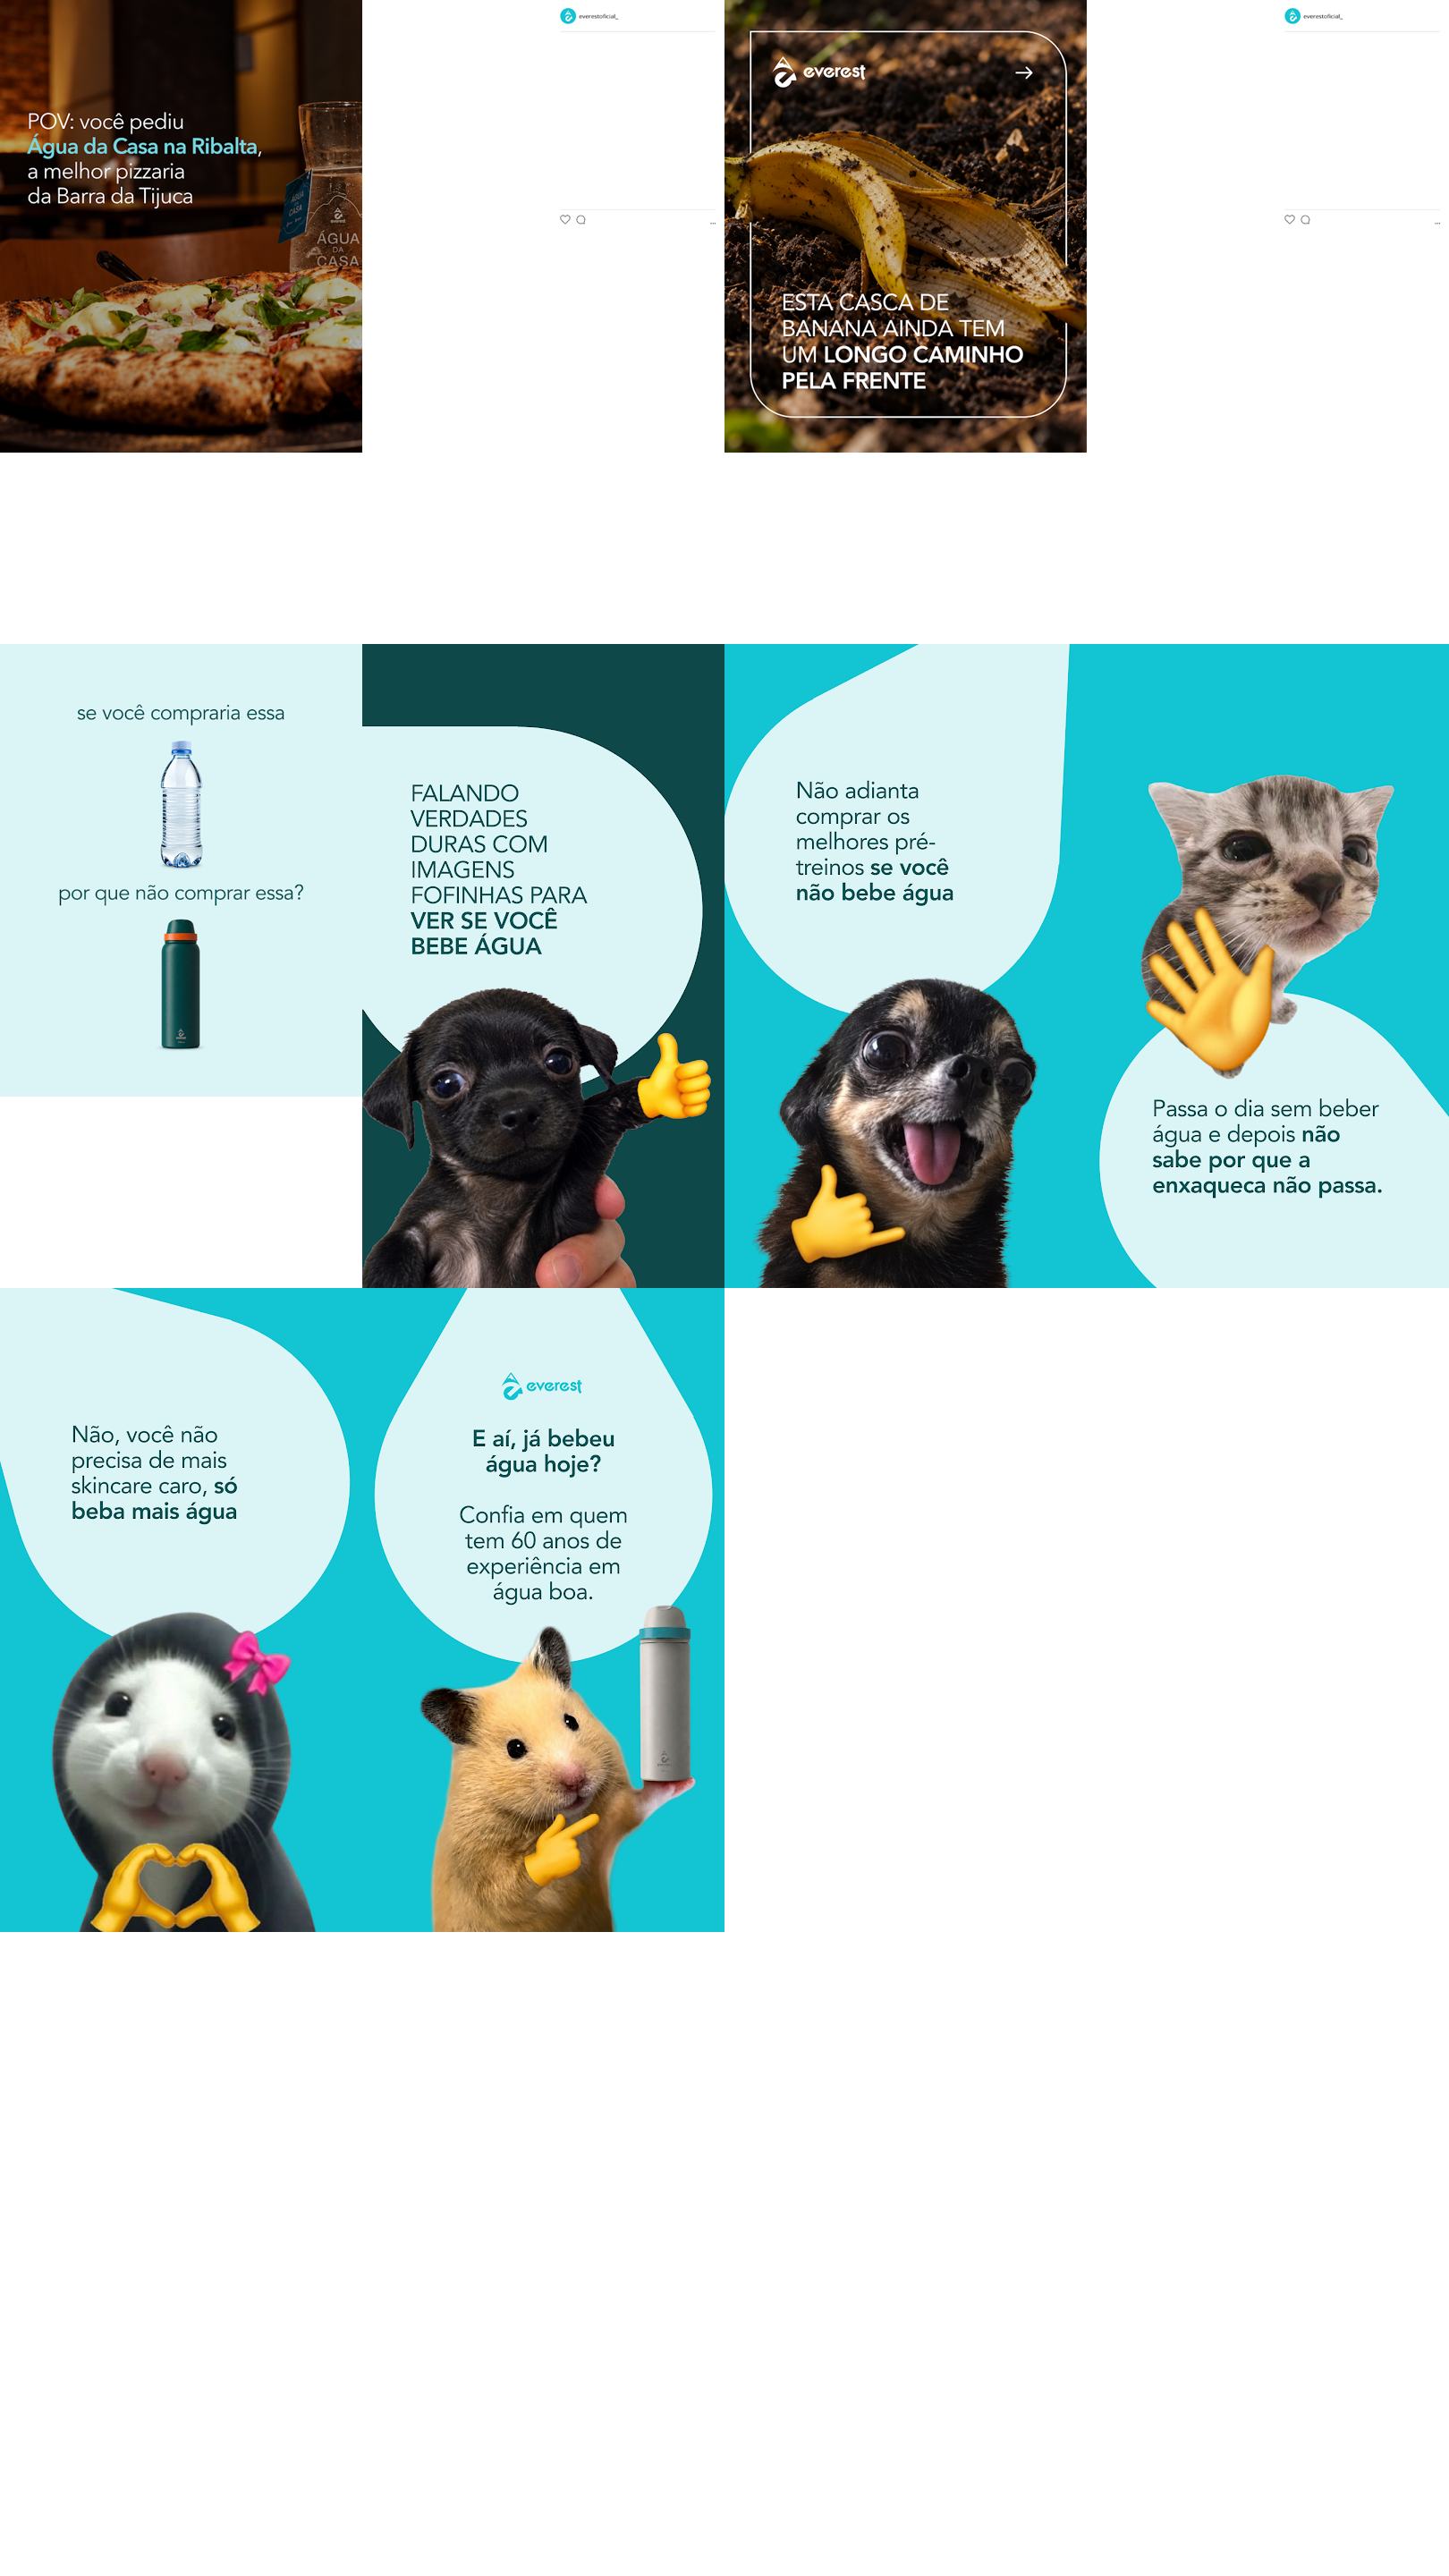 POV: você pediu
Água da Casa na Ribalta,
a melhor pizzaria
da Barra da Tijuca
ÁGUA
DA
CASA
everestoficial_
everest
ESTA CASCA DE
BANANA AINDA TEM
UM LONGO CAMINHO
PELA FRENTE
everestoficial_
se você compraria essa
por que não comprar essa?
FALANDO
VERDADES
DURAS COM
IMAGENS
FOFINHAS PARA
VER SE VOCÊ
BEBE ÁGUA
Não adianta
comprar os
melhores pré-
treinos se você
não bebe água
Passa o dia sem beber
água e depois não
sabe por que a
enxaqueca não passa.
Não, você não
precisa de mais
skincare caro, só
beba mais água
everest
E aí, já bebeu
água hoje?
Confia em quem
tem 60 anos de
experiência em
água boa.